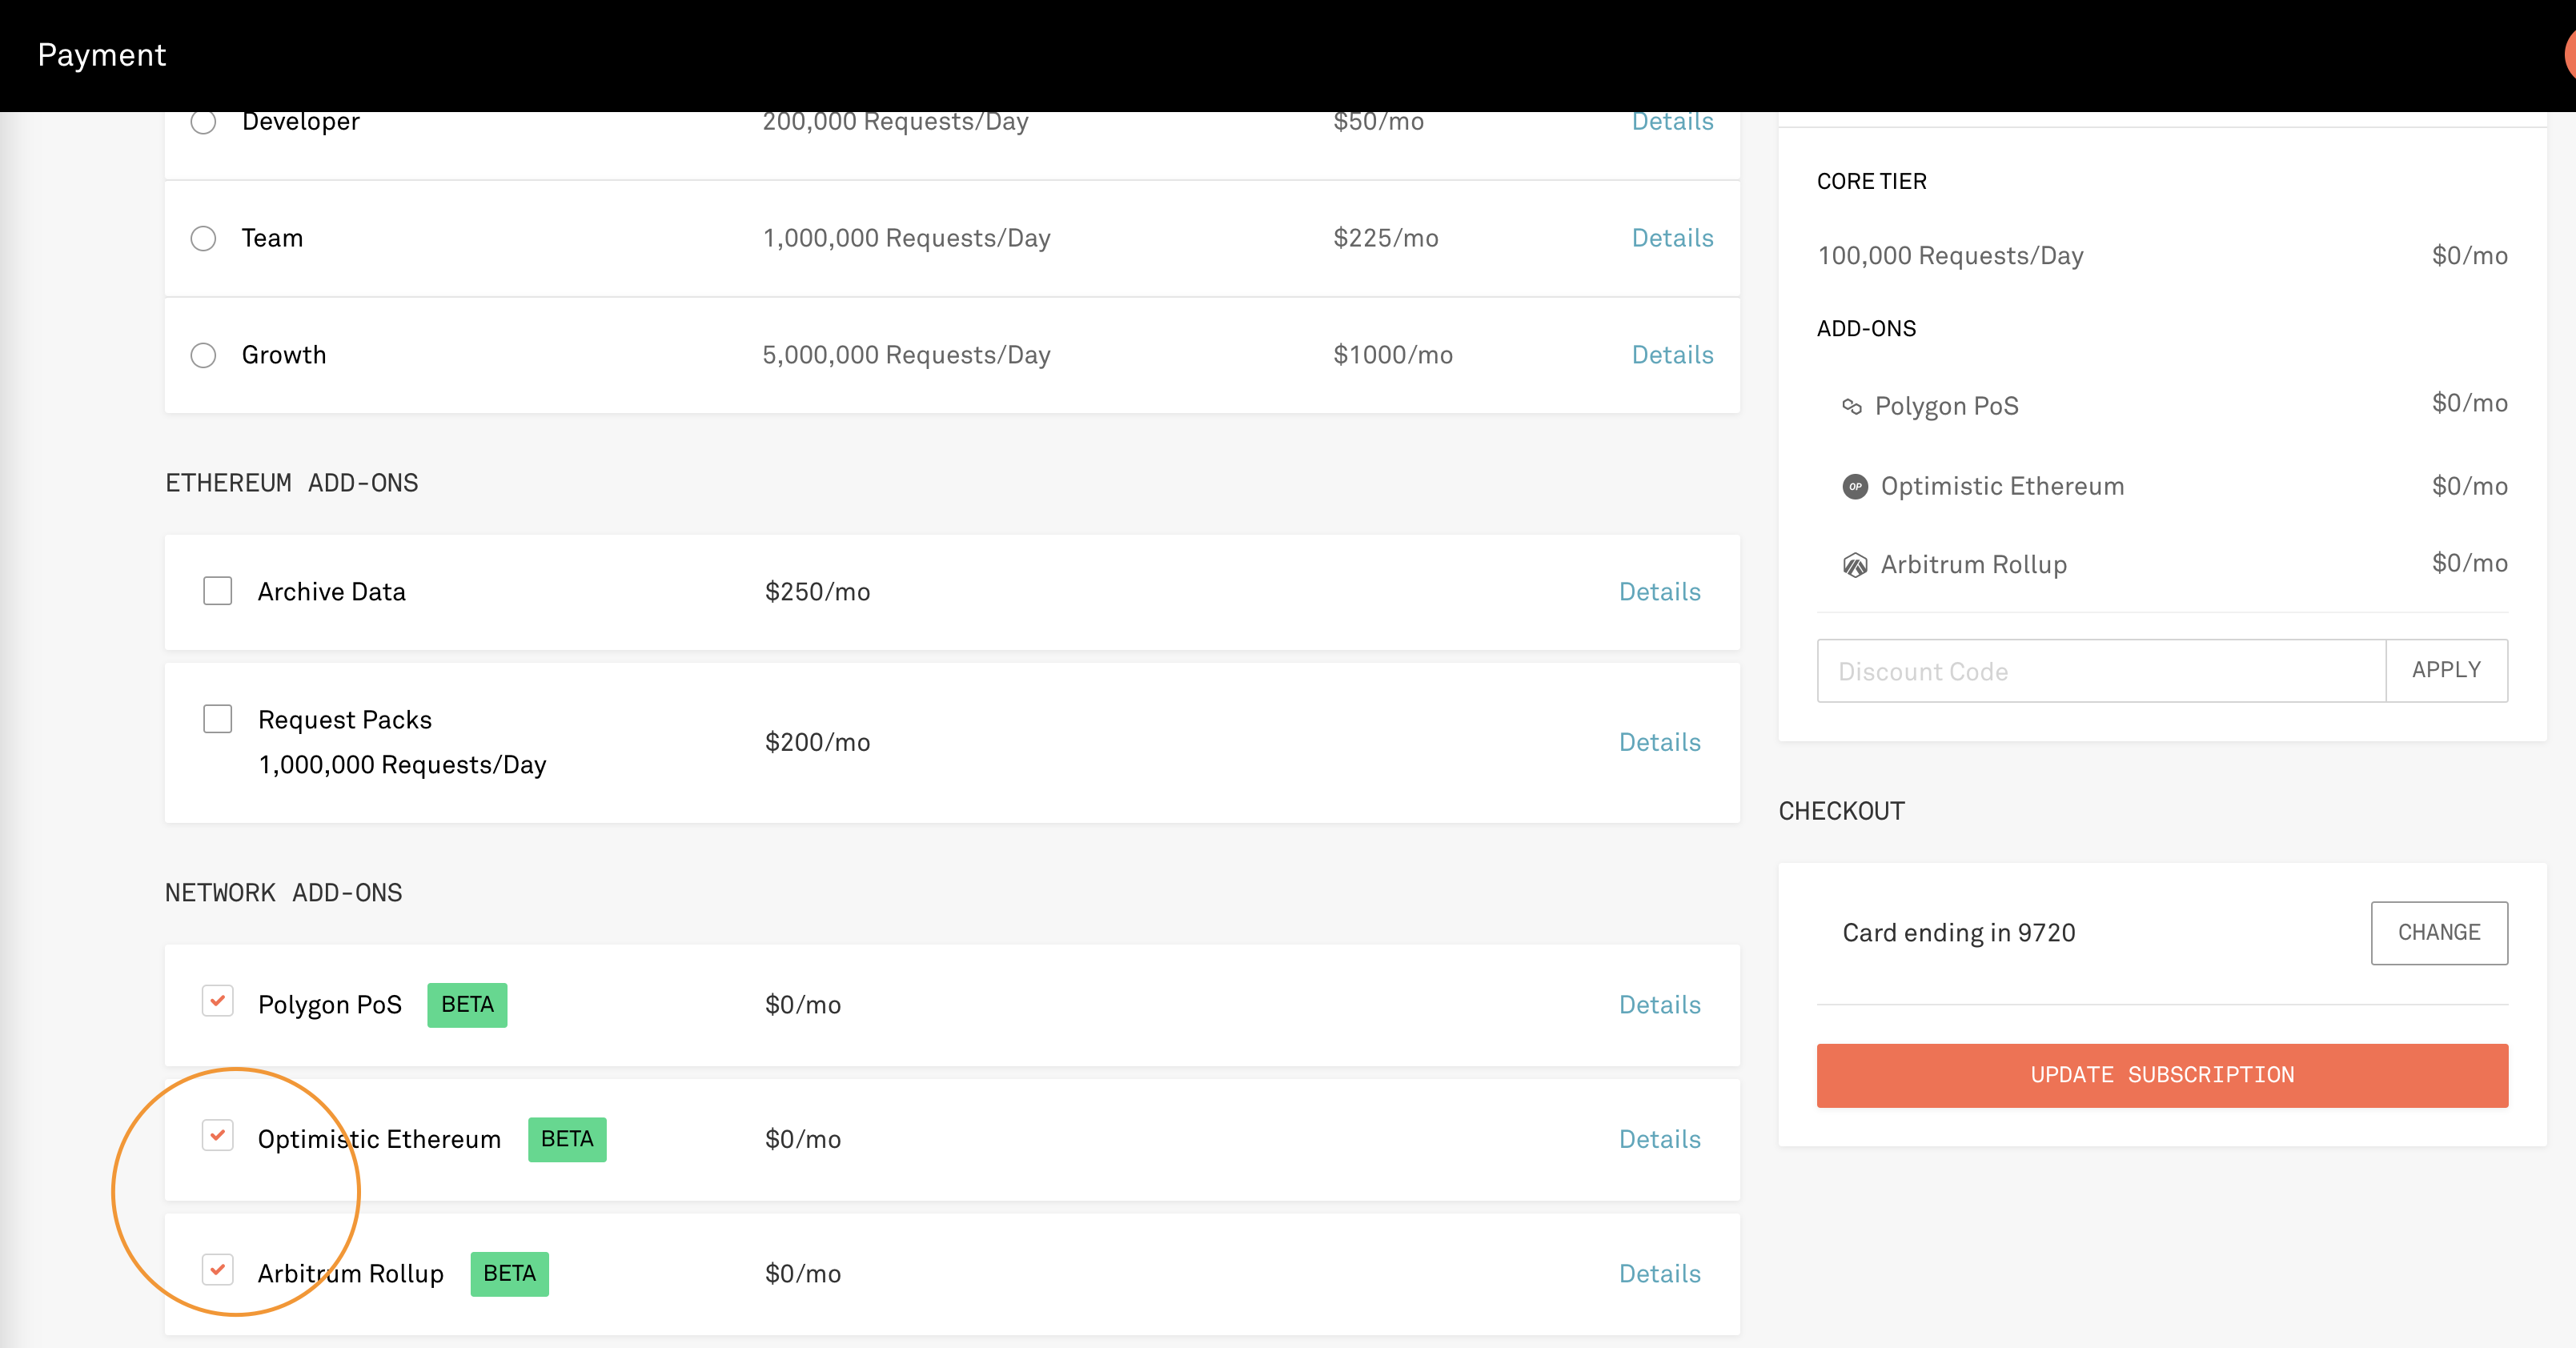 Payment
Developer 200,000 Requests/Day $50/mo Details
Team 1,000,000 Requests/Day $225/mo Details
Growth 5,000,000 Requests/Day $1000/mo Details
ETHEREUM ADD-ONS
Archive Data $250/mo Details
Request Packs
1,000,000 Requests/Day $200/mo Details
NETWORK ADD-ONS
Polygon PoS BETA $0/mo Details
Optimistic Ethereum BETA $0/mo Details
Arbitrum Rollup BETA $0/mo Details
CORE TIER
100,000 Requests/Day $0/mo
ADD-ONS
Polygon PoS $0/mo
OP Optimistic Ethereum $0/mo
Arbitrum Rollup $0/mo
Discount Code APPLY
CHECKOUT
Card ending in 9720 CHANGE
UPDATE SUBSCRIPTION